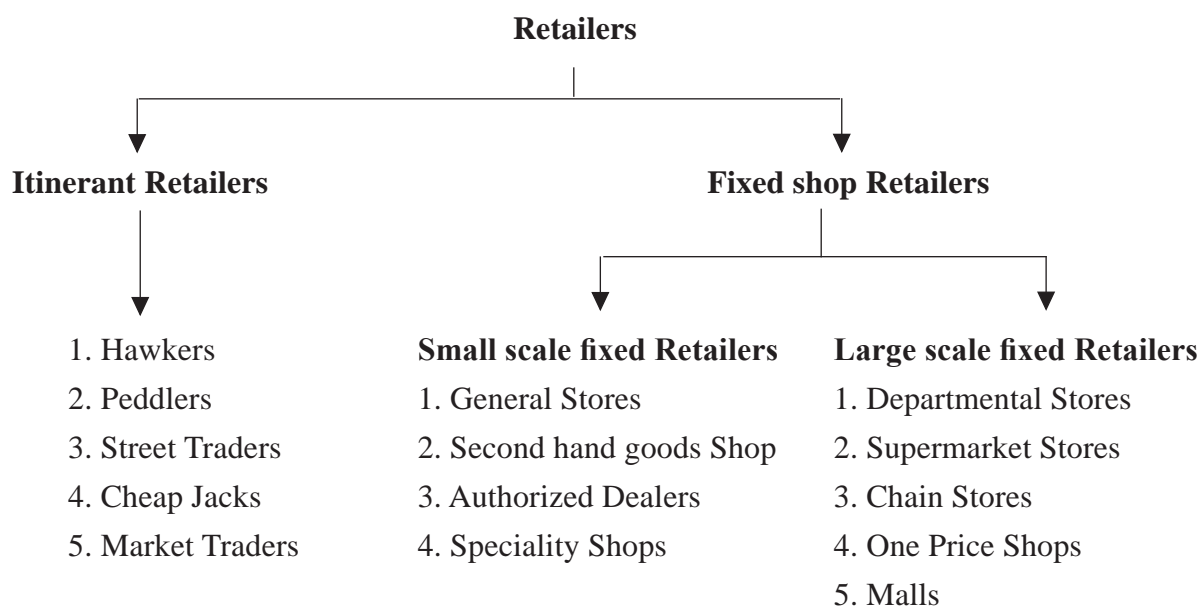 Retailers
Itinerant Retailers
Fixed shop Retailers
1. Hawkers
2. Peddlers
3. Street Traders
4. Cheap Jacks
5. Market Traders
Small scale fixed Retailers
1. General Stores
2. Second hand goods Shop
3. Authorized Dealers
4. Speciality Shops
Large scale fixed Retailers
1. Departmental Stores
2. Supermarket Stores
3. Chain Stores
4. One Price Shops
5. Malls